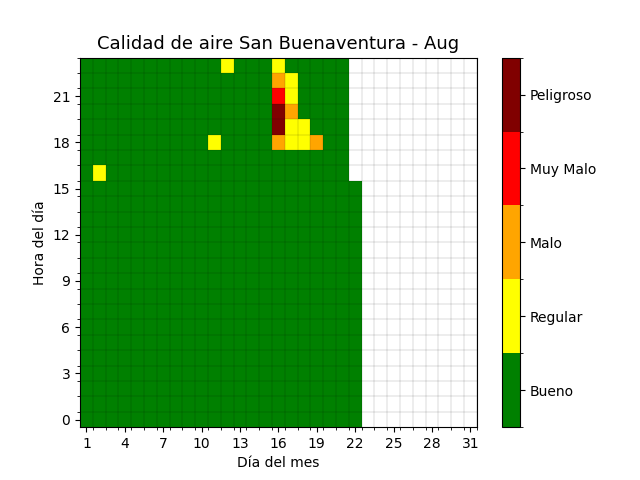 Calidad de aire San Buenaventura - Aug
Hora del día
21
18
15
12
9
6
3
0
1 4 7 10 13 16 19 22 25 28 31
Día del mes
Peligroso
Muy Malo
Malo
Regular
Bueno